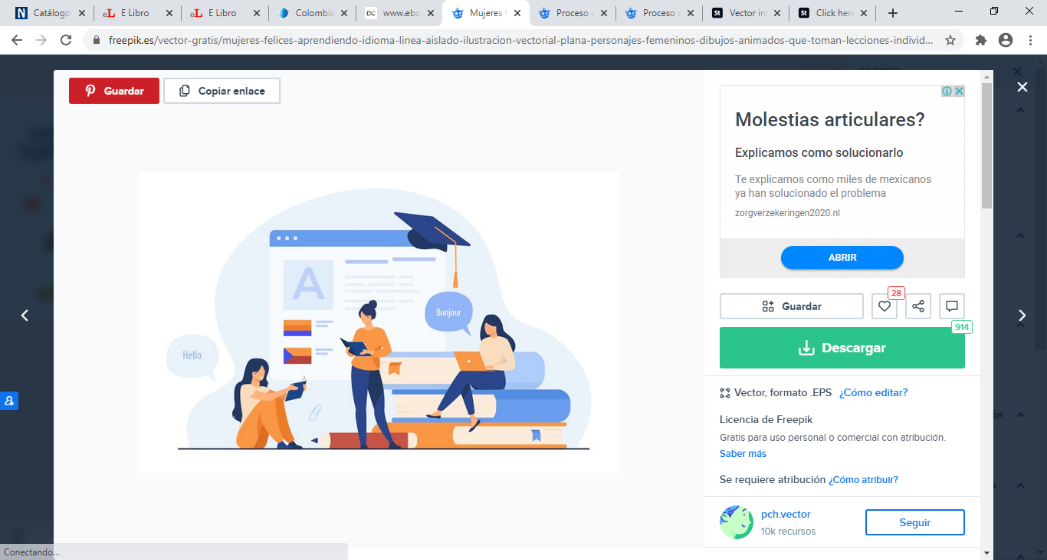 Catálogo
E Libro
E Libro
Colombia
www.ebo
Mujeres
Proceso
Proceso
Vector in
Click her
freepik.es/vector-gratis/mujeres-felices-aprendiendo-idioma-linea-aislado-ilustracion-vectorial-plana-personajes-femeninos-dibujos-animados-que-toman-lecciones-individ...
Guardar
Copiar enlace
A
Hello
Bonjour
Molestias articulares?
Explicamos como solucionarlo
Te explicamos como miles de mexicanos
ya han solucionado el problema
zorgverzekeringen2020.nl
ABRIR
Guardar
28
914
Descargar
Vector, formato .EPS ¿Cómo editar?
Licencia de Freepik
Gratis para uso personal o comercial con atribución.
Saber más
Se requiere atribución ¿Cómo atribuir?
pch.vector
10k recursos
Seguir
Conectando...